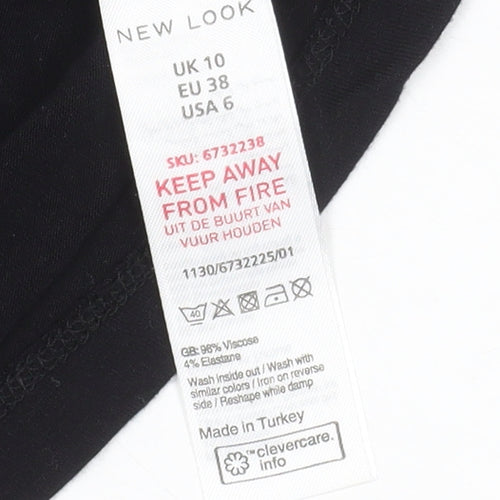 NEW LOOK
UK 10
EU 38
USA 6
SKU: 6732238
KEEP AWAY
FROM FIRE
UIT DE BUURT VAN
VUUR HOUDEN
1130/6732225/01
40
GB: 96% Viscose
4% Elastane
Wash inside out / Wash with
similar colors / Iron on reverse
side / Reshape while damp
Made in Turkey
™clevercare.
info